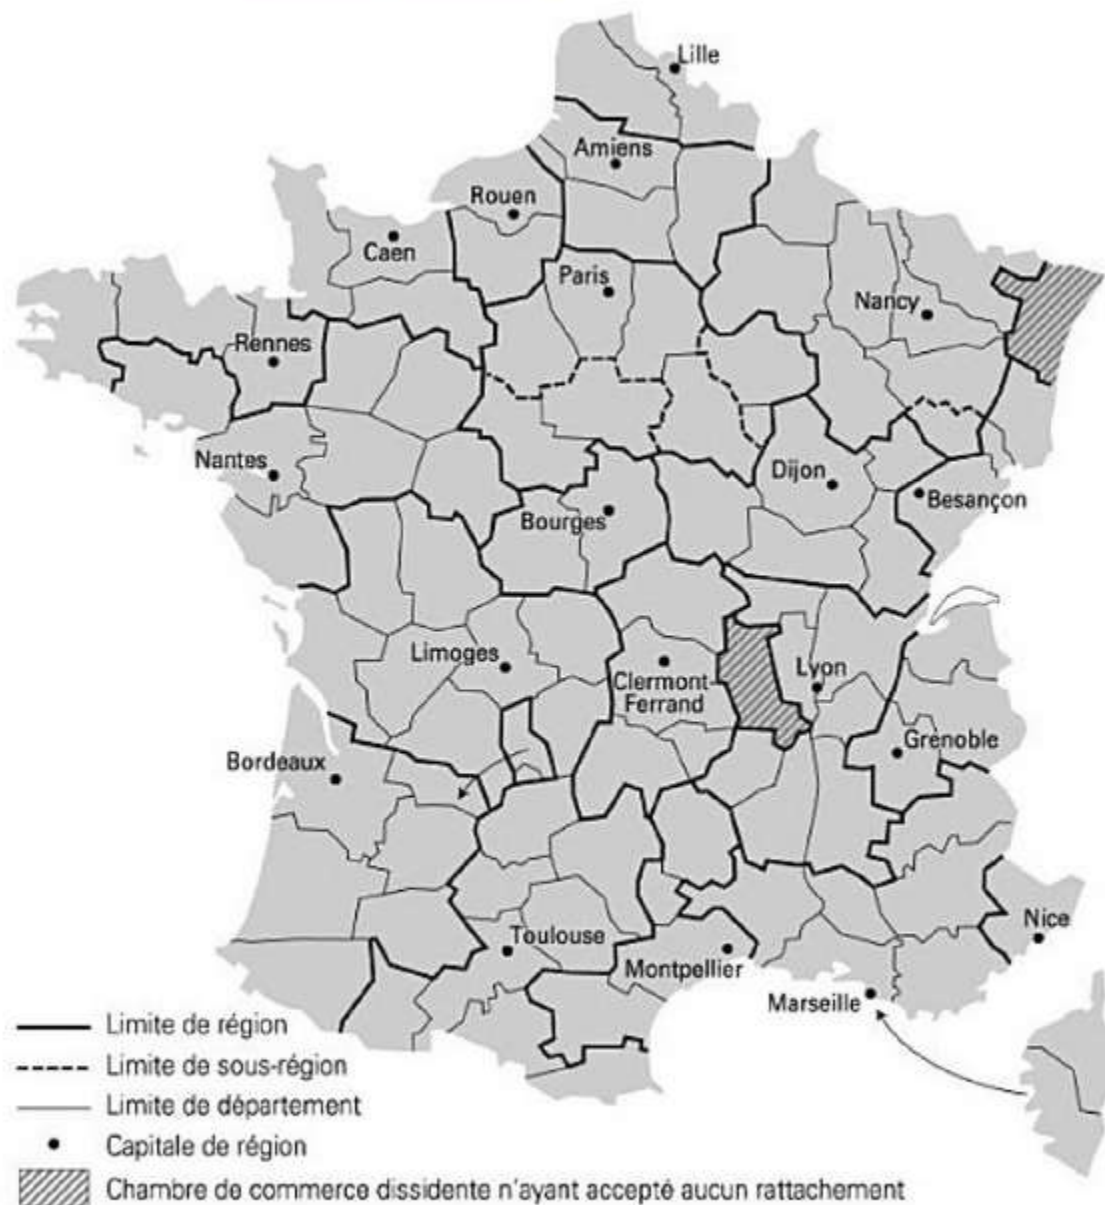 Lille
Amiens
Rouen
Caen
Paris
Nancy
Rennes
Nantes
Dijon
Besançon
Bourges
Limoges
Clermont-
Ferrand
Lyon
Bordeaux
Grenoble
Toulouse
Montpellier
Nice
Marseille
Limite de région
Limite de sous-région
Limite de département
Capitale de région
Chambre de commerce dissidente n'ayant accepté aucun rattachement